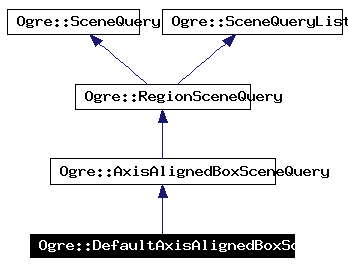 Ogre::SceneQuery
Ogre::SceneQueryList
Ogre::RegionSceneQuery
Ogre::AxisAlignedBoxSceneQuery
Ogre::DefaultAxisAlignedBoxSc